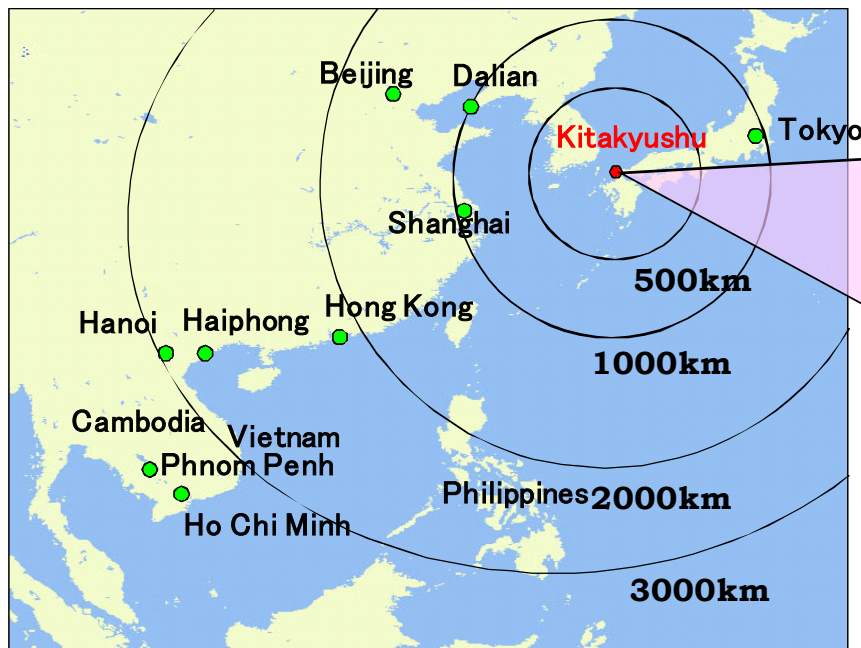 Beijing
Dalian
Kitakyushu
Tokyo
Shanghai
500km
Hong Kong
Hanoi
Haiphong
1000km
Cambodia
Vietnam
Phnom Penh
Philippines
2000km
Ho Chi Minh
3000km